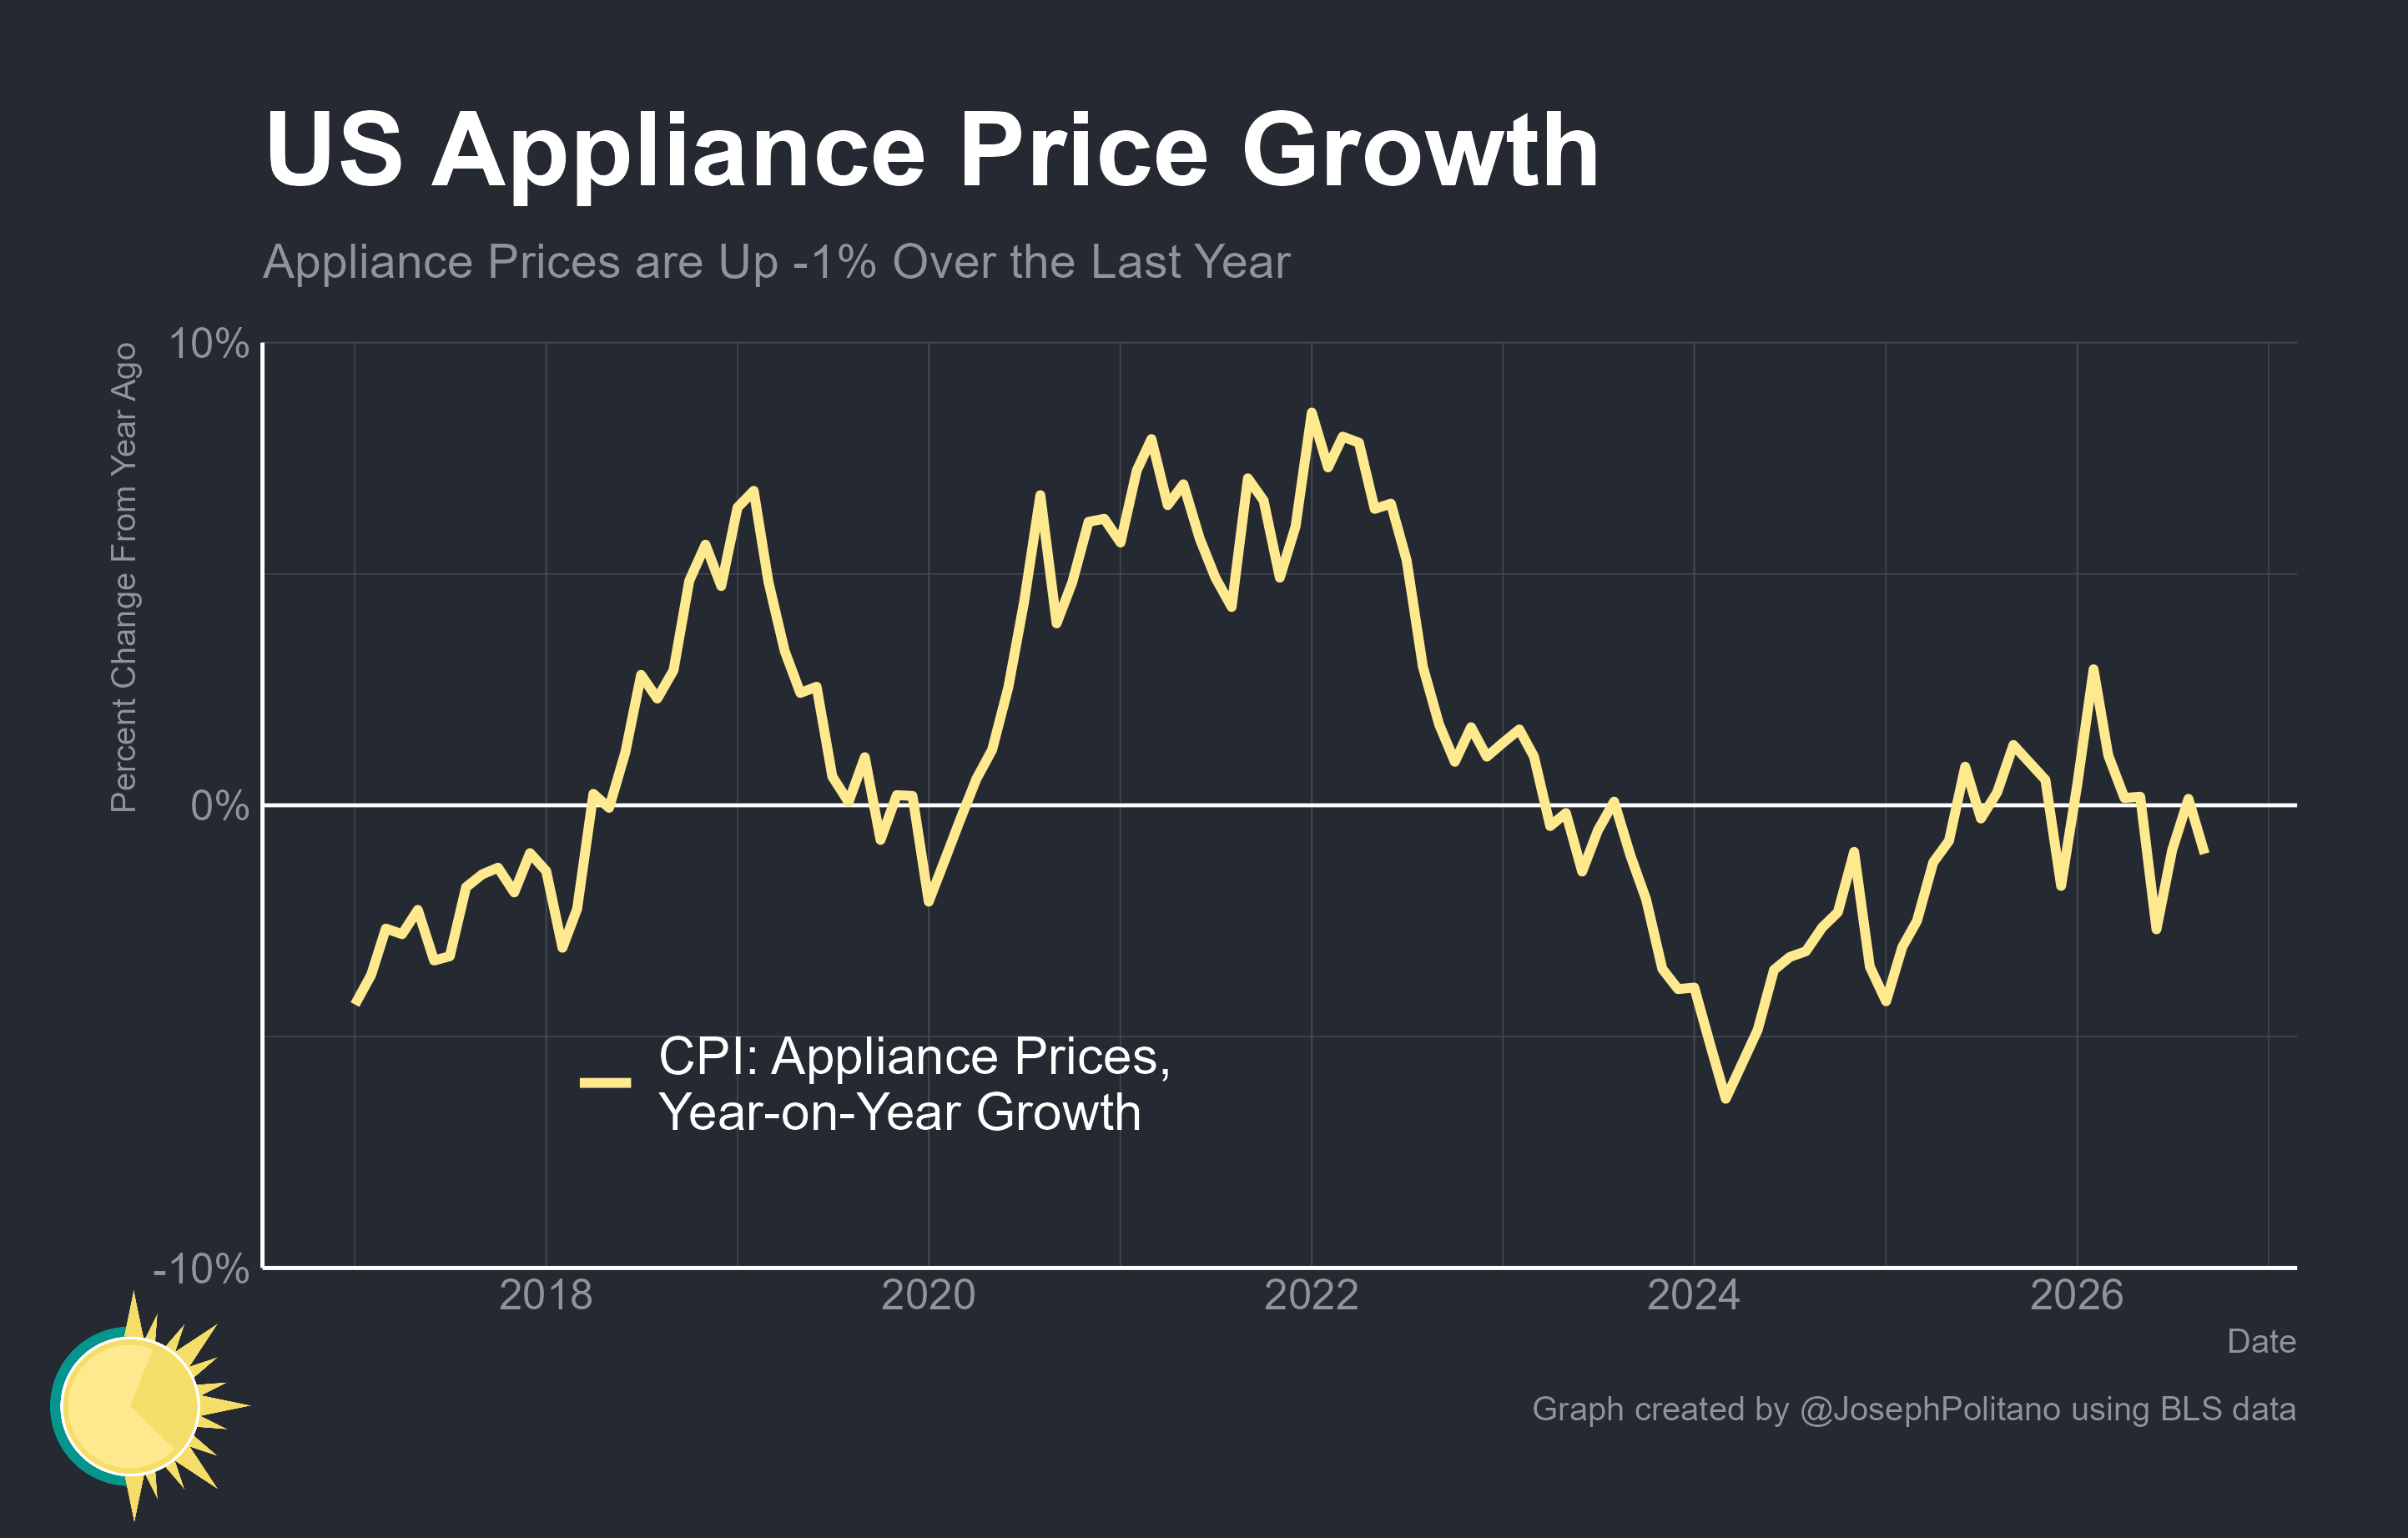 US Appliance Price Growth
Appliance Prices are Up -1% Over the Last Year
Percent Change From Year Ago
10%
0%
-10%
CPI: Appliance Prices,
Year-on-Year Growth
2018 2020 2022 2024 2026
Date
Graph created by @JosephPolitano using BLS data